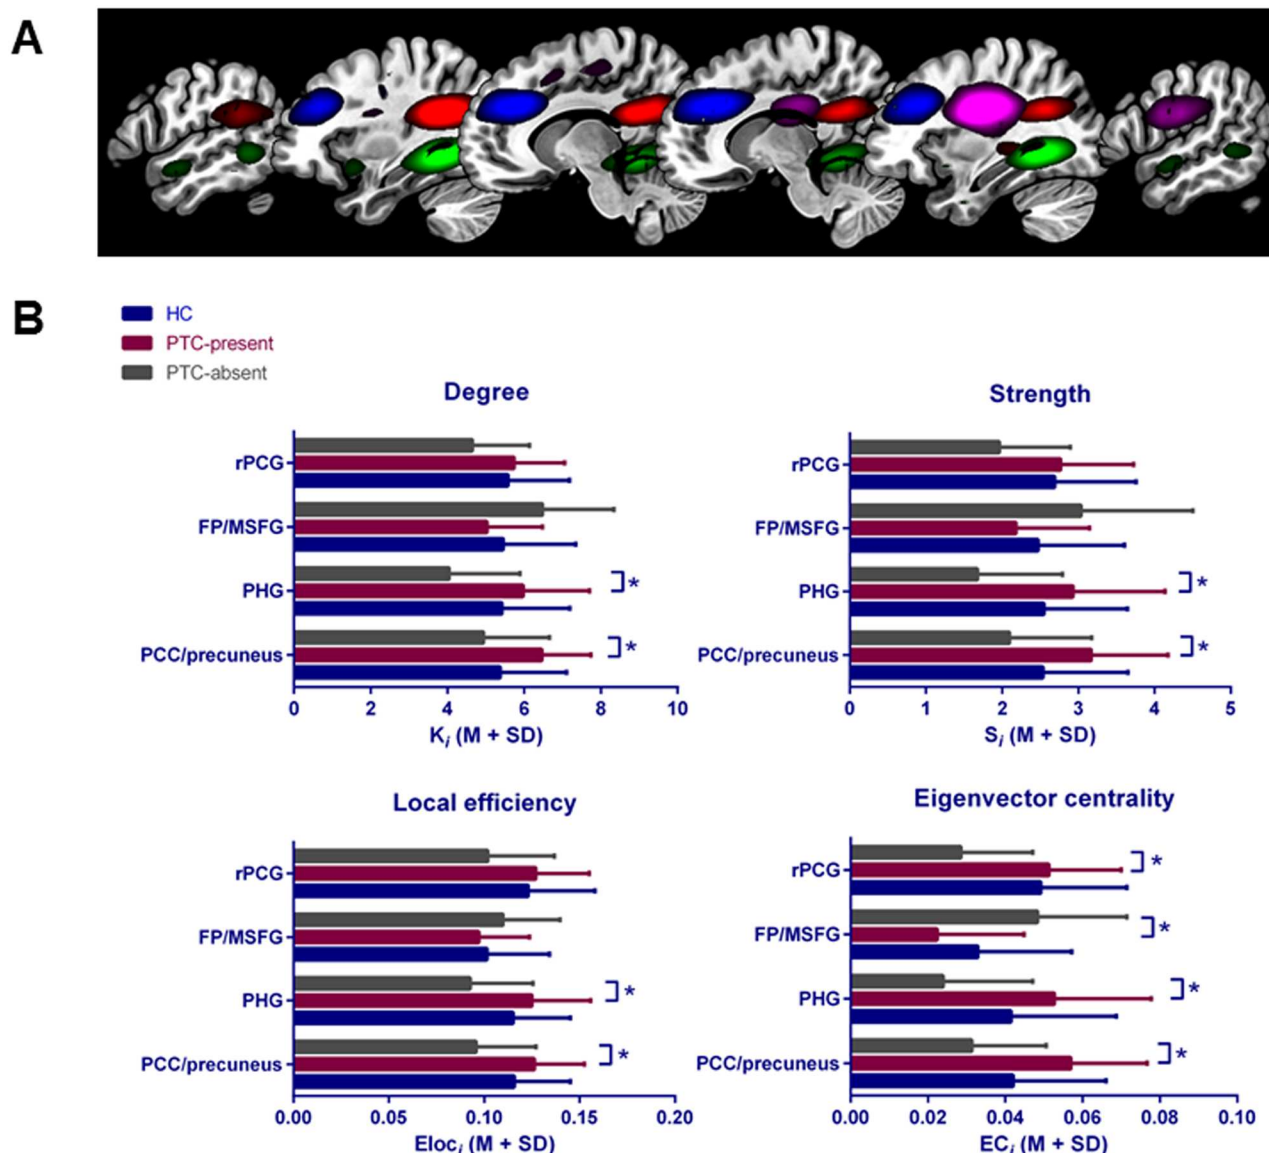 A
B
HC
PTC-present
PTC-absent
Degree
rPCG
FP/MSFG
PHG
*
PCC/precuneus
*
0 2 4 6 8 10
Ki (M + SD)
Strength
rPCG
FP/MSFG
PHG
*
PCC/precuneus
*
0 1 2 3 4 5
Si (M + SD)
Local efficiency
rPCG
FP/MSFG
PHG
*
PCC/precuneus
*
0.00 0.05 0.10 0.15 0.20
Eloci (M + SD)
Eigenvector centrality
rPCG
*
FP/MSFG
*
PHG
*
PCC/precuneus
*
0.00 0.02 0.04 0.06 0.08 0.10
ECi (M + SD)